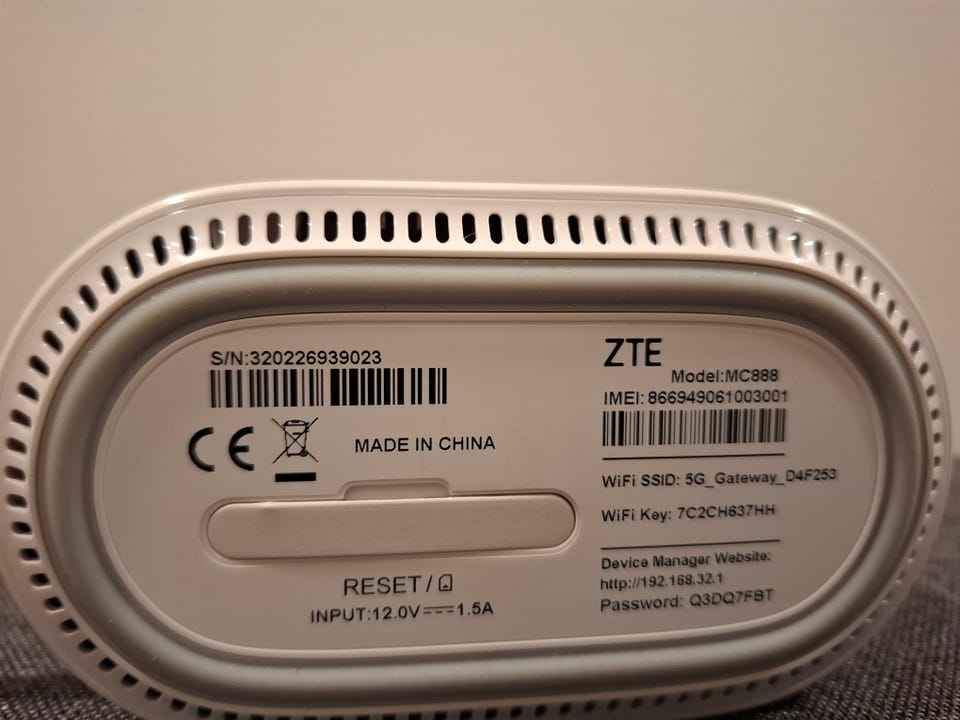 S/N:320226939023
MADE IN CHINA
RESET/
INPUT:12.0V⎓1.5A
ZTE
Model:MC888
IMEI: 866949061003001
WiFi SSID: 5G_Gateway_D4F253
WiFi Key: 7C2CH637HH
Device Manager Website:
http://192.168.32.1
Password: Q3DQ7FBT